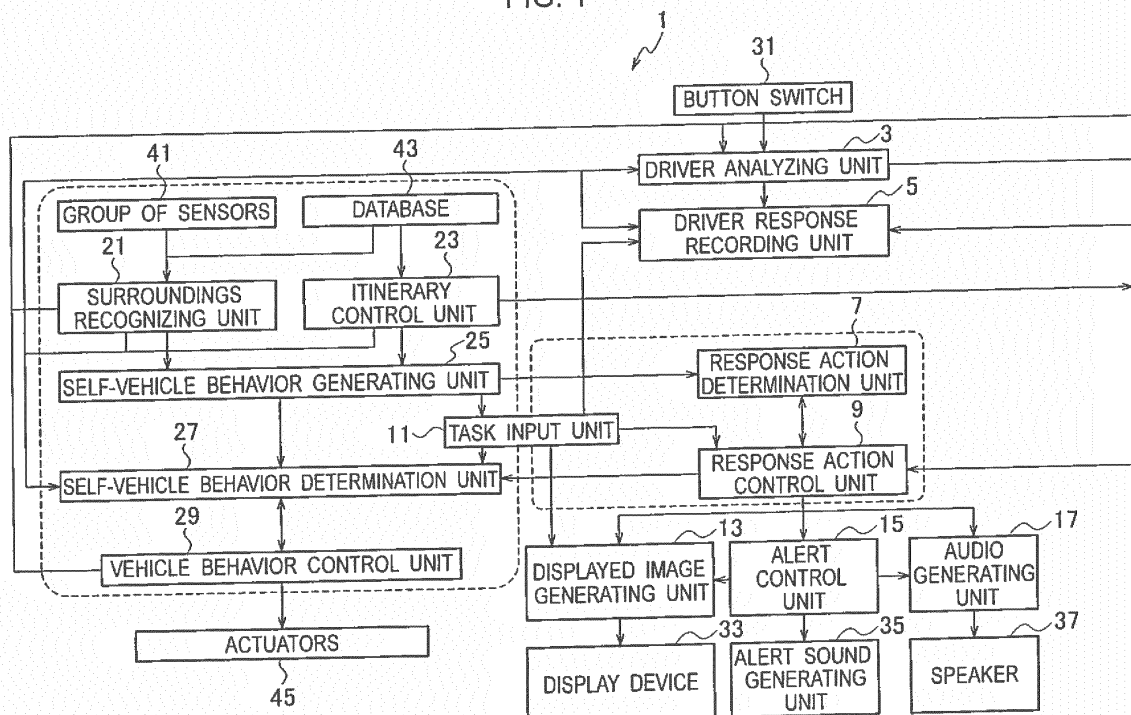 FIG. 1
1
31
BUTTON SWITCH
3
DRIVER ANALYZING UNIT
5
DRIVER RESPONSE
RECORDING UNIT
41
43
GROUP OF SENSORS
DATABASE
21
23
SURROUNDINGS
RECOGNIZING UNIT
ITINERARY
CONTROL UNIT
25
SELF-VEHICLE BEHAVIOR GENERATING UNIT
7
RESPONSE ACTION
DETERMINATION UNIT
11
TASK INPUT UNIT
9
RESPONSE ACTION
CONTROL UNIT
27
SELF-VEHICLE BEHAVIOR DETERMINATION UNIT
29
VEHICLE BEHAVIOR CONTROL UNIT
13
DISPLAYED IMAGE
GENERATING UNIT
15
ALERT
CONTROL
UNIT
17
AUDIO
GENERATING
UNIT
ACTUATORS
45
33
DISPLAY DEVICE
35
ALERT SOUND
GENERATING
UNIT
37
SPEAKER